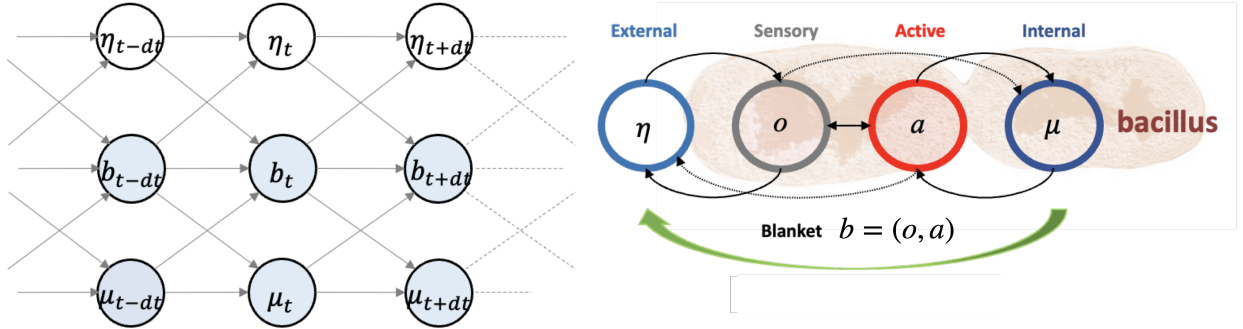 η_{t−dt} η_t η_{t+dt}
b_{t−dt} b_t b_{t+dt}
μ_{t−dt} μ_t μ_{t+dt}
External Sensory Active Internal
η o a μ
bacillus
Blanket b = (o, a)